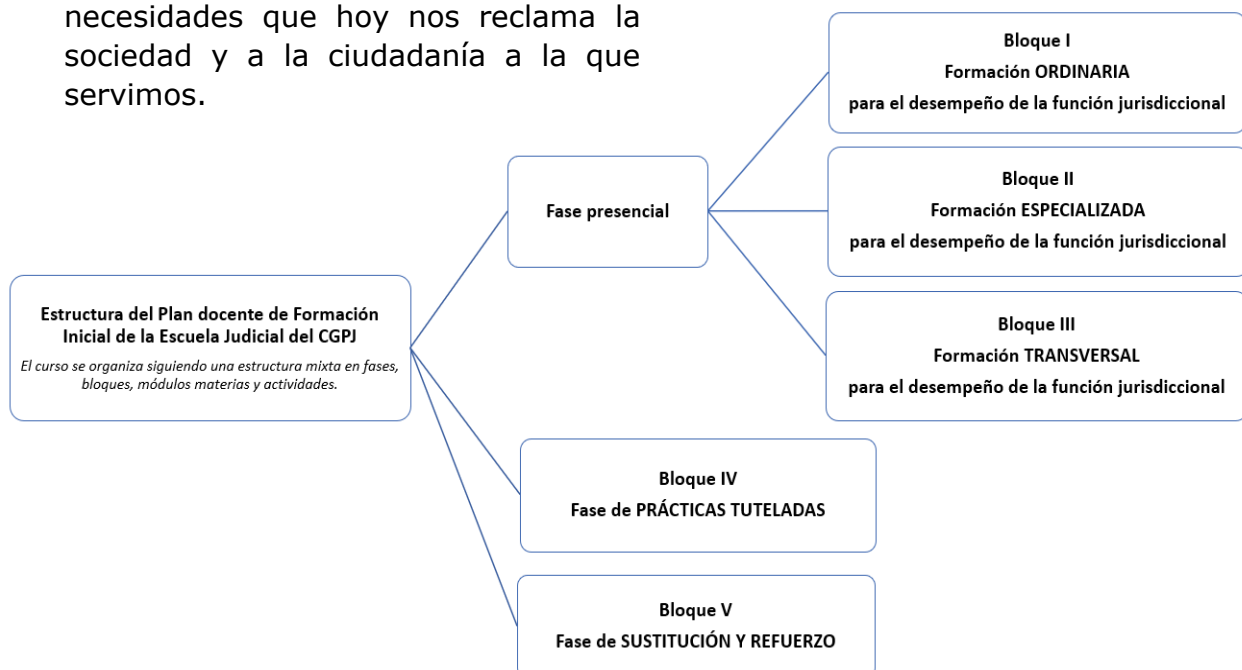 necesidades que hoy nos reclama la
sociedad y a la ciudadanía a la que
servimos.
Estructura del Plan docente de Formación
Inicial de la Escuela Judicial del CGPJ
El curso se organiza siguiendo una estructura mixta en fases,
bloques, módulos materias y actividades.
Fase presencial
Bloque I
Formación ORDINARIA
para el desempeño de la función jurisdiccional
Bloque II
Formación ESPECIALIZADA
para el desempeño de la función jurisdiccional
Bloque III
Formación TRANSVERSAL
para el desempeño de la función jurisdiccional
Bloque IV
Fase de PRÁCTICAS TUTELADAS
Bloque V
Fase de SUSTITUCIÓN Y REFUERZO